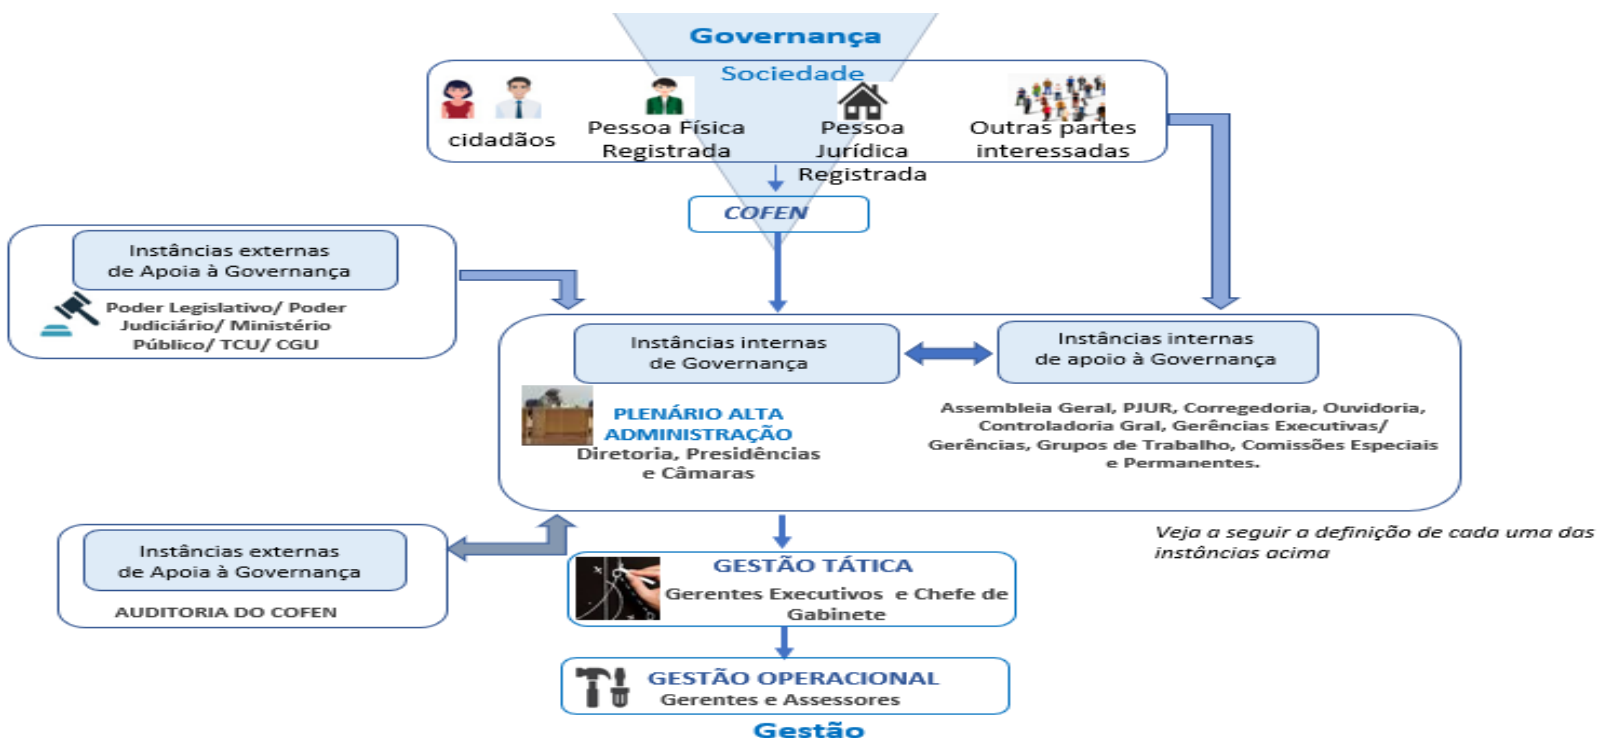 Governança
Sociedade
cidadãos
Pessoa Física
Registrada
Pessoa
Jurídica
Registrada
Outras partes
interessadas
COFEN
Instâncias externas
de Apoia à Governança
Poder Legislativo/ Poder
Judiciário/ Ministério
Público/ TCU/ CGU
Instâncias internas
de Governança
PLENÁRIO ALTA
ADMINISTRAÇÃO
Diretoria, Presidências
e Câmaras
Instâncias internas
de apoio à Governança
Assembleia Geral, PJUR, Corregedoria, Ouvidoria,
Controladoria Gral, Gerências Executivas/
Gerências, Grupos de Trabalho, Comissões Especiais
e Permanentes.
Instâncias externas
de Apoia à Governança
AUDITORIA DO COFEN
Veja a seguir a definição de cada uma das
instâncias acima
GESTÃO TÁTICA
Gerentes Executivos e Chefe de
Gabinete
GESTÃO OPERACIONAL
Gerentes e Assessores
Gestão